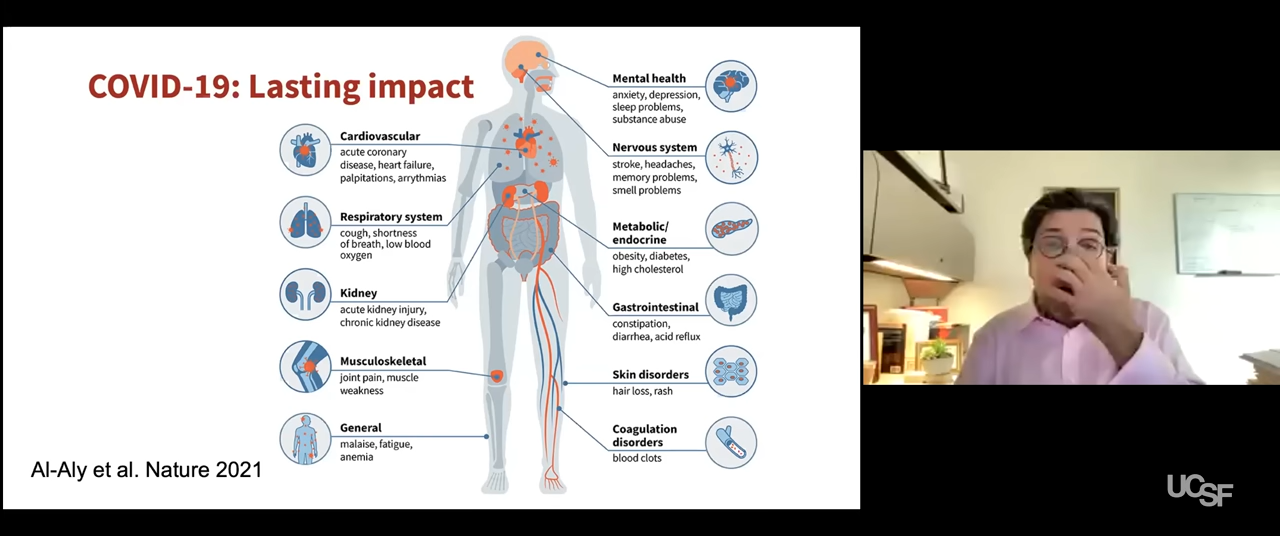 COVID-19: Lasting impact
Cardiovascular
acute coronary
disease, heart failure,
palpitations, arrythmias
Respiratory system
cough, shortness
of breath, low blood
oxygen
Kidney
acute kidney injury,
chronic kidney disease
Musculoskeletal
joint pain, muscle
weakness
General
malaise, fatigue,
anemia
Mental health
anxiety, depression,
sleep problems,
substance abuse
Nervous system
stroke, headaches,
memory problems,
smell problems
Metabolic/
endocrine
obesity, diabetes,
high cholesterol
Gastrointestinal
constipation,
diarrhea, acid reflux
Skin disorders
hair loss, rash
Coagulation
disorders
blood clots
Al-Aly et al. Nature 2021
UCSF